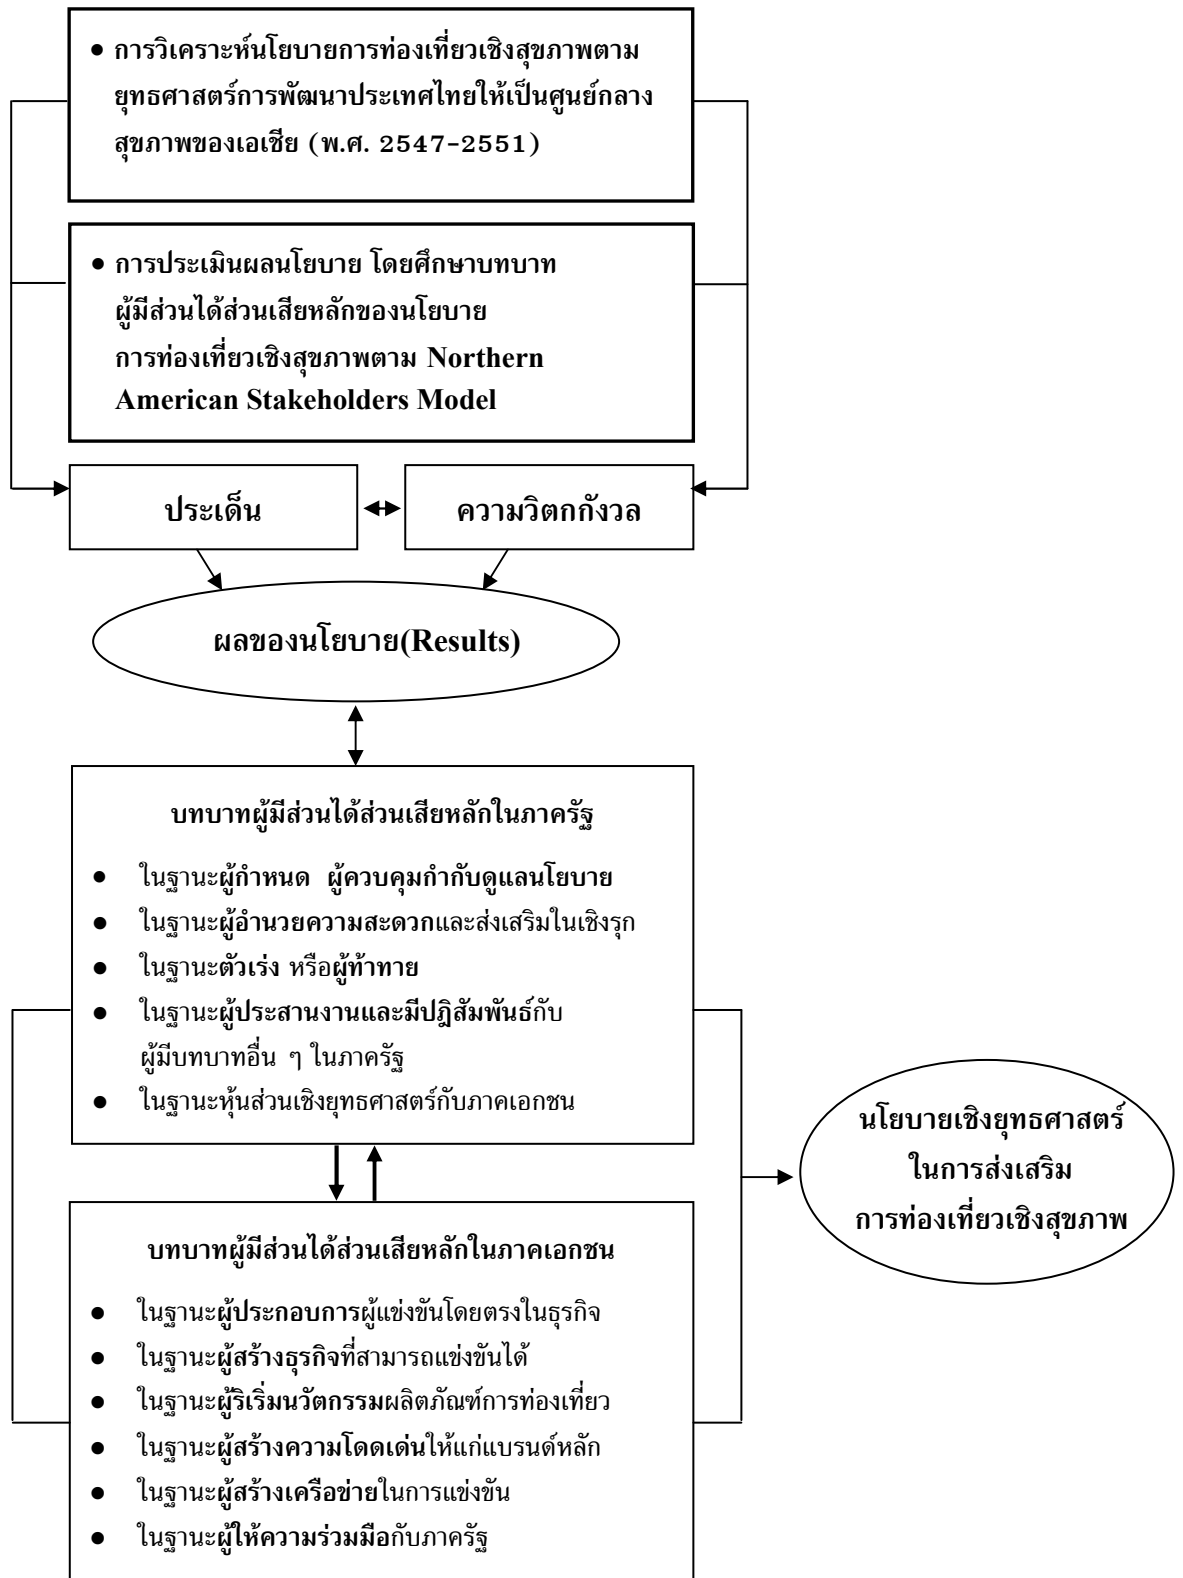 ● การวิเคราะห์นโยบายการท่องเที่ยวเชิงสุขภาพตาม
ยุทธศาสตร์การพัฒนาประเทศไทยให้เป็นศูนย์กลาง
สุขภาพของเอเชีย (พ.ศ. 2547-2551)
● การประเมินผลนโยบาย โดยศึกษาบทบาท
ผู้มีส่วนได้ส่วนเสียหลักของนโยบาย
การท่องเที่ยวเชิงสุขภาพตาม Northern
American Stakeholders Model
ประเด็น
ความวิตกกังวล
ผลของนโยบาย(Results)
บทบาทผู้มีส่วนได้ส่วนเสียหลักในภาครัฐ
● ในฐานะผู้กำหนด ผู้ควบคุมกำกับดูแลนโยบาย
● ในฐานะผู้อำนวยความสะดวกและส่งเสริมในเชิงรุก
● ในฐานะตัวเร่ง หรือผู้ท้าทาย
● ในฐานะผู้ประสานงานและมีปฎิสัมพันธ์กับ
ผู้มีบทบาทอื่น ๆ ในภาครัฐ
● ในฐานะหุ้นส่วนเชิงยุทธศาสตร์กับภาคเอกชน
นโยบายเชิงยุทธศาสตร์
ในการส่งเสริม
การท่องเที่ยวเชิงสุขภาพ
บทบาทผู้มีส่วนได้ส่วนเสียหลักในภาคเอกชน
● ในฐานะผู้ประกอบการผู้แข่งขันโดยตรงในธุรกิจ
● ในฐานะผู้สร้างธุรกิจที่สามารถแข่งขันได้
● ในฐานะผู้ริเริ่มนวัตกรรมผลิตภัณฑ์การท่องเที่ยว
● ในฐานะผู้สร้างความโดดเด่นให้แก่แบรนด์หลัก
● ในฐานะผู้สร้างเครือข่ายในการแข่งขัน
● ในฐานะผู้ให้ความร่วมมือกับภาครัฐ